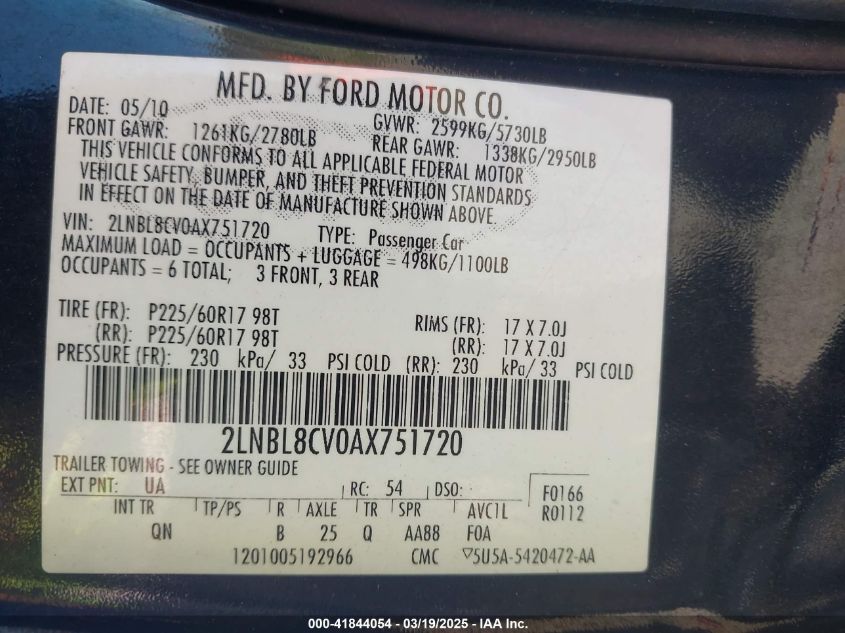 MFD. BY FORD MOTOR CO.
DATE: 05/10 GVWR: 2599KG/5730LB
FRONT GAWR: 1261KG/2780LB REAR GAWR: 1338KG/2950LB
THIS VEHICLE CONFORMS TO ALL APPLICABLE FEDERAL MOTOR
VEHICLE SAFETY, BUMPER, AND THEFT PREVENTION STANDARDS
IN EFFECT ON THE DATE OF MANUFACTURE SHOWN ABOVE.
VIN: 2LNBL8CV0AX751720 TYPE: Passenger Car
MAXIMUM LOAD = OCCUPANTS + LUGGAGE = 498KG/1100LB
OCCUPANTS = 6 TOTAL; 3 FRONT, 3 REAR
TIRE (FR): P225/60R17 98T RIMS (FR): 17 X 7.0J
(RR): P225/60R17 98T (RR): 17 X 7.0J
PRESSURE (FR): 230 kPa/ 33 PSI COLD (RR): 230 kPa/ 33 PSI COLD
2LNBL8CV0AX751720
TRAILER TOWING - SEE OWNER GUIDE
EXT PNT: UA RC: 54 DSO: F0166
INT TR TP/PS R AXLE TR SPR AVC1L R0112
QN B 25 Q AA88 F0A
1201005192966 CMC ▽5U5A-5420472-AA
000-41844054 - 03/19/2025 - IAA Inc.